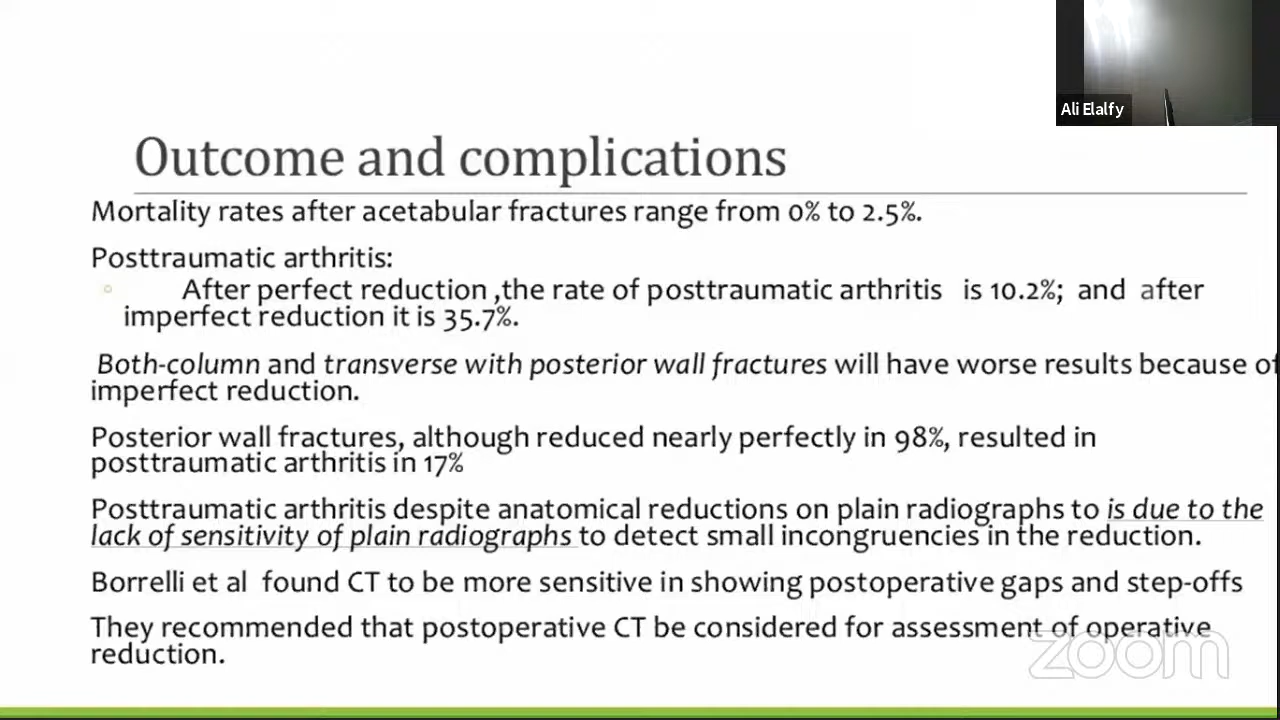 Ali Elalfy
Outcome and complications
Mortality rates after acetabular fractures range from 0% to 2.5%.
Posttraumatic arthritis:
After perfect reduction ,the rate of posttraumatic arthritis is 10.2%; and after
imperfect reduction it is 35.7%.
Both-column and transverse with posterior wall fractures will have worse results because of
imperfect reduction.
Posterior wall fractures, although reduced nearly perfectly in 98%, resulted in
posttraumatic arthritis in 17%
Posttraumatic arthritis despite anatomical reductions on plain radiographs to is due to the
lack of sensitivity of plain radiographs to detect small incongruencies in the reduction.
Borrelli et al found CT to be more sensitive in showing postoperative gaps and step-offs
They recommended that postoperative CT be considered for assessment of operative
reduction.
zoom